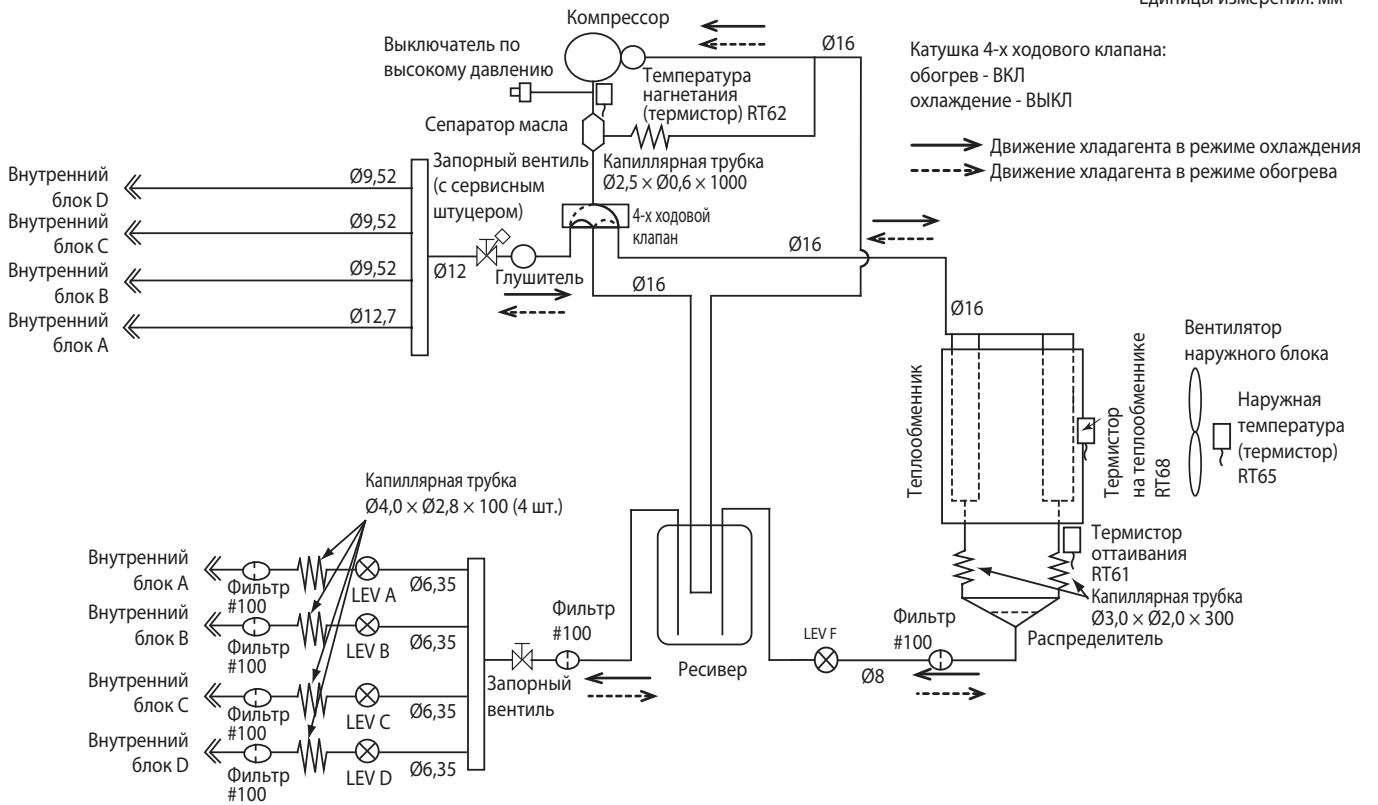 Единицы измерения: мм
Компрессор
Выключатель по
высокому давлению
Ø16
Катушка 4-х ходового клапана:
обогрев - ВКЛ
охлаждение - ВЫКЛ
Температура
нагнетания
(термистор) RT62
Сепаратор масла
Движение хладагента в режиме охлаждения
Движение хладагента в режиме обогрева
Капиллярная трубка
Ø2,5 × Ø0,6 × 1000
Запорный вентиль
(с сервисным
штуцером)
Внутренний
блок D
Ø9,52
Внутренний
блок C
Ø9,52
Внутренний
блок B
Ø9,52
Внутренний
блок A
Ø12,7
4-х ходовой
клапан
Ø12
Глушитель
Ø16
Ø16
Ø16
Теплообменник
Термистор
на теплообменнике
RT68
Вентилятор
наружного блока
Наружная
температура
(термистор)
RT65
Термистор
оттаивания
RT61
Капиллярная трубка
Ø3,0 × Ø2,0 × 300
Распределитель
Капиллярная трубка
Ø4,0 × Ø2,8 × 100 (4 шт.)
Внутренний
блок A
Фильтр
#100
LEV A
Ø6,35
Внутренний
блок B
Фильтр
#100
LEV B
Ø6,35
Внутренний
блок C
Фильтр
#100
LEV C
Ø6,35
Внутренний
блок D
Фильтр
#100
LEV D
Ø6,35
Запорный
вентиль
Фильтр
#100
Ресивер
LEV F
Ø8
Фильтр
#100